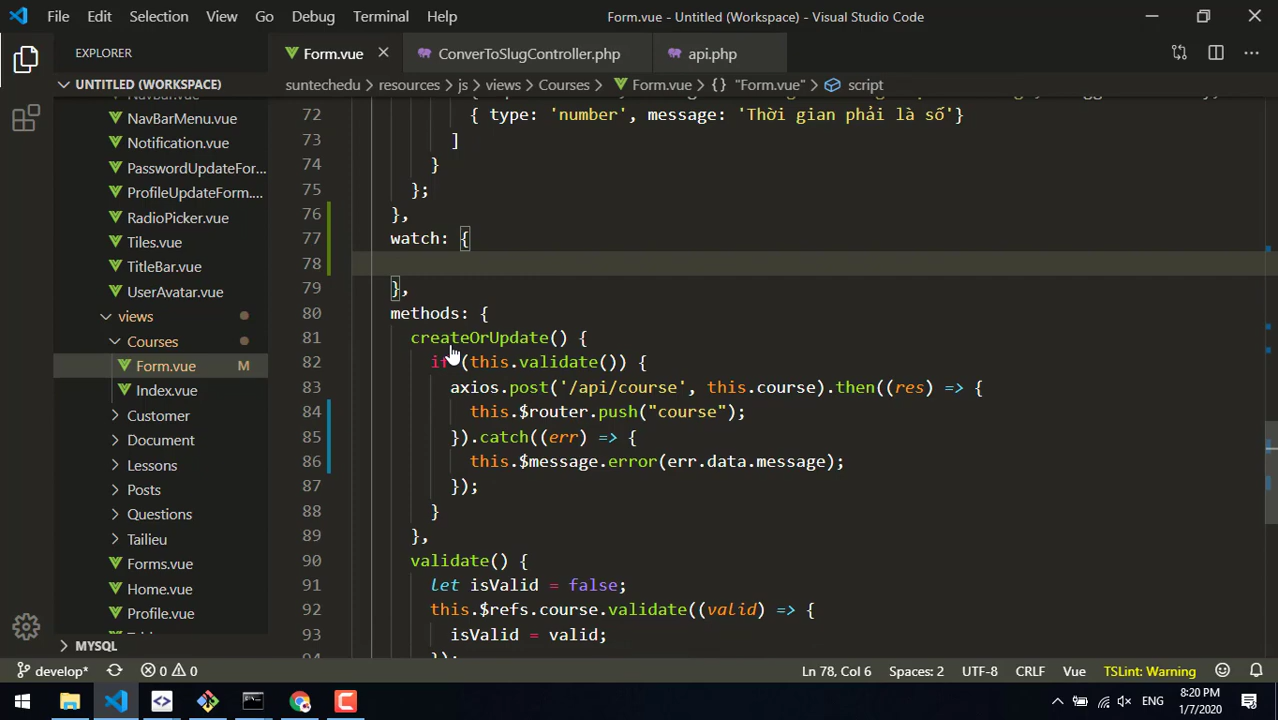 File Edit Selection View Go Debug Terminal Help Form.vue - Untitled (Workspace) - Visual Studio Code
EXPLORER
Form.vue
ConverToSlugController.php
api.php
UNTITLED (WORKSPACE)
suntechedu > resources > js > views > Courses > Form.vue > {} "Form.vue" > script
NavBarMenu.vue
Notification.vue
PasswordUpdateFor...
ProfileUpdateForm....
RadioPicker.vue
Tiles.vue
TitleBar.vue
UserAvatar.vue
views
Courses
Form.vue M
Index.vue
Customer
Document
Lessons
Posts
Questions
Tailieu
Forms.vue
Home.vue
Profile.vue
MYSQL
72 { type: 'number', message: 'Thời gian phải là số'}
73 ]
74 }
75 };
76 },
77 watch: {
78
79 },
80 methods: {
81 createOrUpdate() {
82 if (this.validate()) {
83 axios.post('/api/course', this.course).then((res) => {
84 this.$router.push("course");
85 }).catch((err) => {
86 this.$message.error(err.data.message);
87 });
88 }
89 },
90 validate() {
91 let isValid = false;
92 this.$refs.course.validate((valid) => {
93 isValid = valid;
94 });
develop* 0 0 Ln 78, Col 6 Spaces: 2 UTF-8 CRLF Vue TSLint: Warning
ENG
8:20 PM
1/7/2020